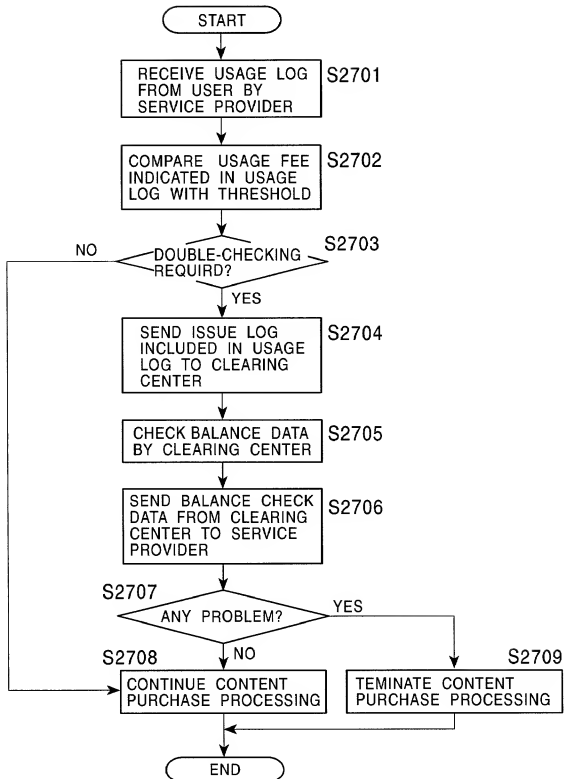 START
RECEIVE USAGE LOG
FROM USER BY
SERVICE PROVIDER
S2701
COMPARE USAGE FEE
INDICATED IN USAGE
LOG WITH THRESHOLD
S2702
NO
DOUBLE-CHECKING
REQUIRD?
S2703
YES
SEND ISSUE LOG
INCLUDED IN USAGE
LOG TO CLEARING
CENTER
S2704
CHECK BALANCE DATA
BY CLEARING CENTER
S2705
SEND BALANCE CHECK
DATA FROM CLEARING
CENTER TO SERVICE
PROVIDER
S2706
S2707
ANY PROBLEM?
YES
NO
S2708
CONTINUE CONTENT
PURCHASE PROCESSING
S2709
TEMINATE CONTENT
PURCHASE PROCESSING
END